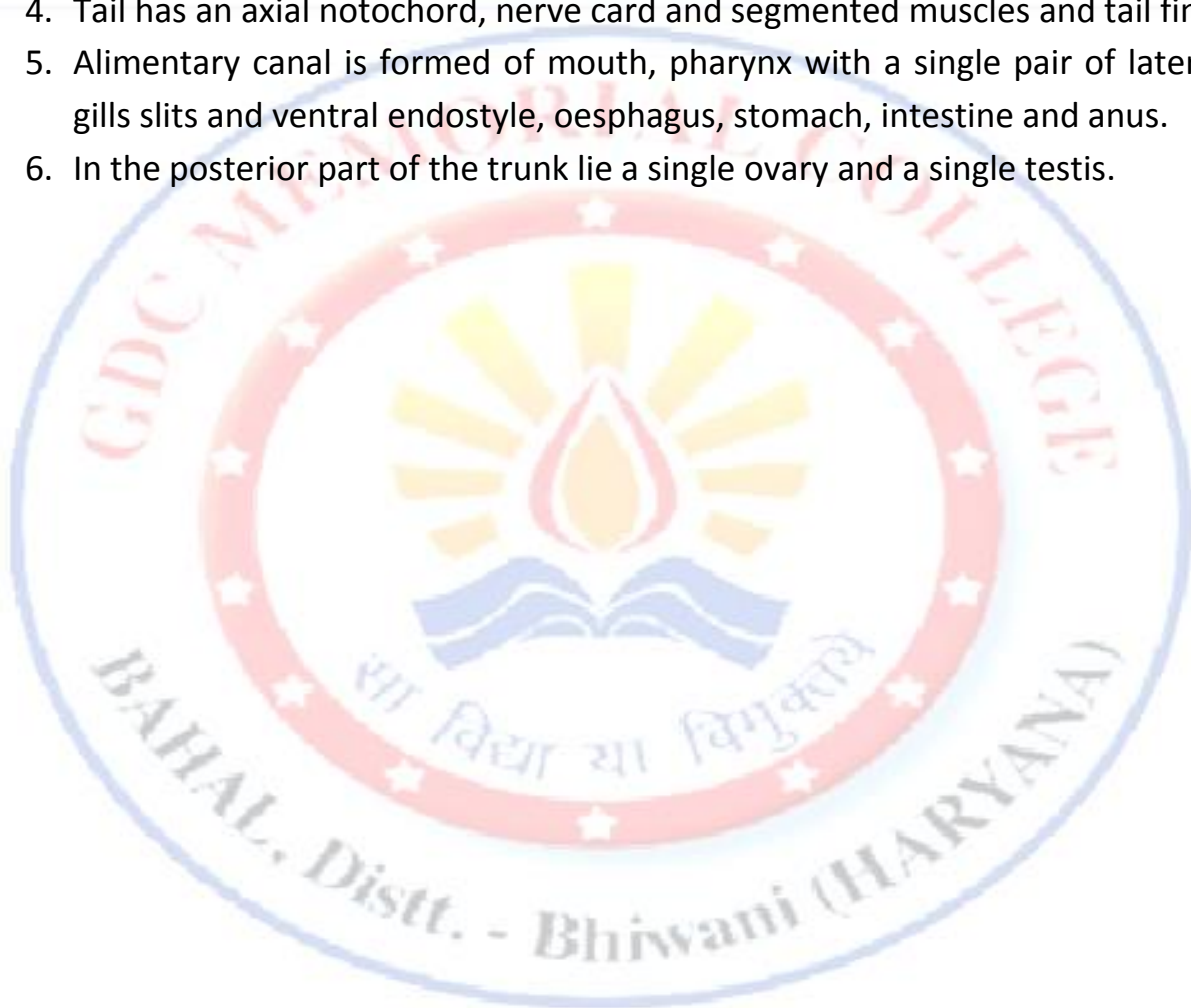 4. Tail has an axial notochord, nerve card and segmented muscles and tail fin
5. Alimentary canal is formed of mouth, pharynx with a single pair of later
gills slits and ventral endostyle, oesphagus, stomach, intestine and anus.
6. In the posterior part of the trunk lie a single ovary and a single testis.
GDC MEMORIAL COLLEGE
सा विद्या या विमुक्तये
BAHAL, Distt. - Bhiwani (HARYANA)